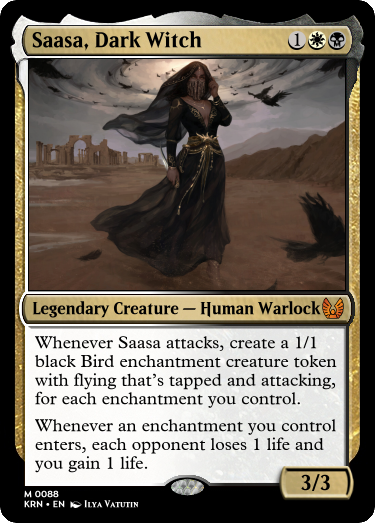 Saasa, Dark Witch 1
Legendary Creature — Human Warlock
Whenever Saasa attacks, create a 1/1
black Bird enchantment creature token
with flying that's tapped and attacking,
for each enchantment you control.
Whenever an enchantment you control
enters, each opponent loses 1 life and
you gain 1 life.
3/3
M 0088
KRN • EN Ilya Vatutin